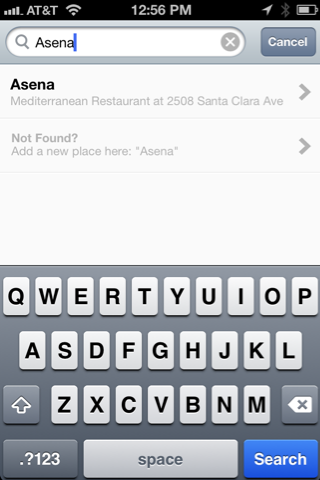 AT&T 12:56 PM
Asena Cancel
Asena
Mediterranean Restaurant at 2508 Santa Clara Ave
Not Found?
Add a new place here: "Asena"
Q W E R T Y U I O P
A S D F G H J K L
Z X C V B N M
.?123 space Search